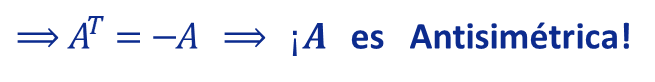 ⟹ Aᵀ = −A ⟹ ¡A es Antisimétrica!